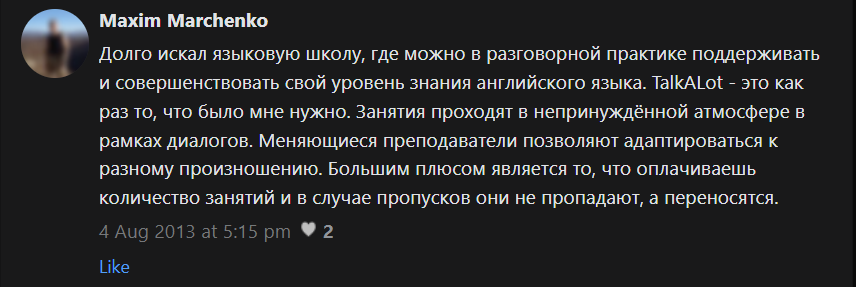 Maxim Marchenko
Долго искал языковую школу, где можно в разговорной практике поддерживать
и совершенствовать свой уровень знания английского языка. TalkALot - это как
раз то, что было мне нужно. Занятия проходят в непринуждённой атмосфере в
рамках диалогов. Меняющиеся преподаватели позволяют адаптироваться к
разному произношению. Большим плюсом является то, что оплачиваешь
количество занятий и в случае пропусков они не пропадают, а переносятся.
4 Aug 2013 at 5:15 pm 2
Like